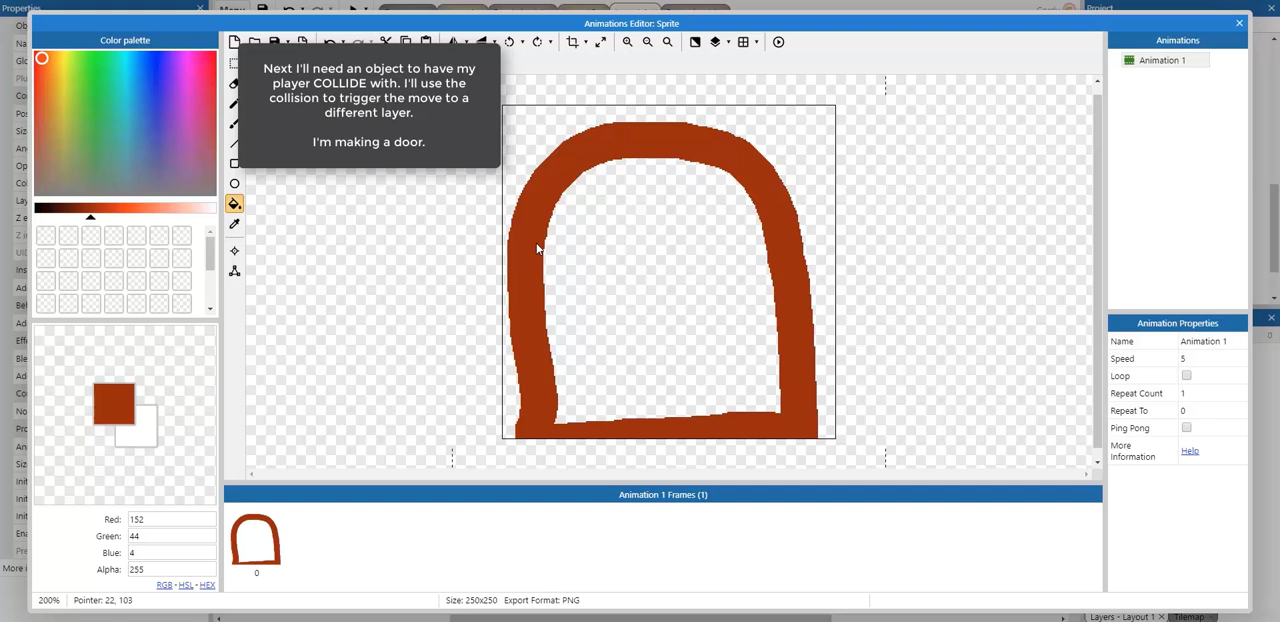 Properties
Menu
Project
Animations Editor: Sprite
Color palette
Next I'll need an object to have my
player COLLIDE with. I'll use the
collision to trigger the move to a
different layer.
I'm making a door.
Animations
Animation 1
Animation Properties
Name Animation 1
Speed 5
Loop
Repeat Count 1
Repeat To 0
Ping Pong
More
Information Help
Red: 152
Green: 44
Blue: 4
Alpha: 255
RGB - HSL - HEX
Animation 1 Frames (1)
0
200% Pointer: 22, 103 Size: 250x250 Export Format: PNG
Layers - Layout 1 Tilemap